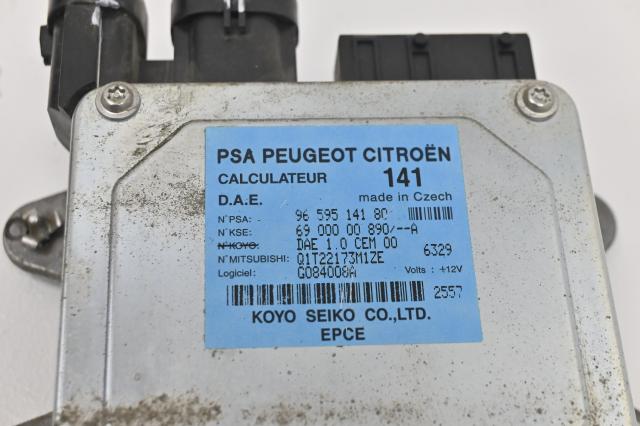 PSA PEUGEOT CITROËN
CALCULATEUR 141
D.A.E. made in Czech
N°PSA: 96 595 141 80
N°KSE: 69 000 00 890/--A
N°KOYO: DAE 1.0 CEM 00 6329
N°MITSUBISHI: Q1T22173M1ZE
Logiciel: G084008A Volts : +12V
2557
KOYO SEIKO CO.,LTD.
EPCE